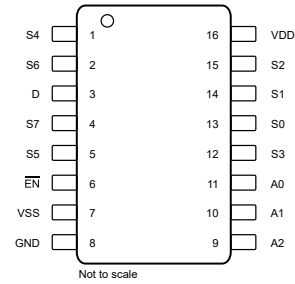 S4 1 16 VDD
S6 2 15 S2
D 3 14 S1
S7 4 13 S0
S5 5 12 S3
EN 6 11 A0
VSS 7 10 A1
GND 8 9 A2
Not to scale